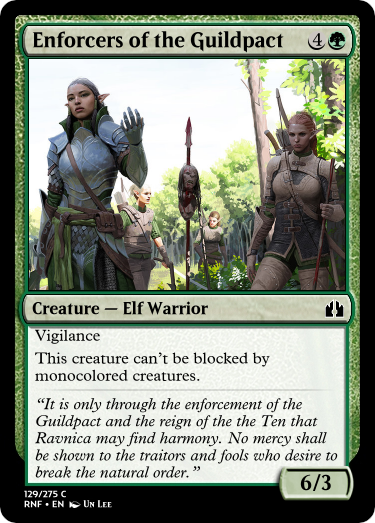 Enforcers of the Guildpact 4
Creature — Elf Warrior
Vigilance
This creature can't be blocked by
monocolored creatures.
“It is only through the enforcement of the
Guildpact and the reign of the the Ten that
Ravnica may find harmony. No mercy shall
be shown to the traitors and fools who desire to
break the natural order.”
6/3
129/275 C
RNF • EN Un Lee